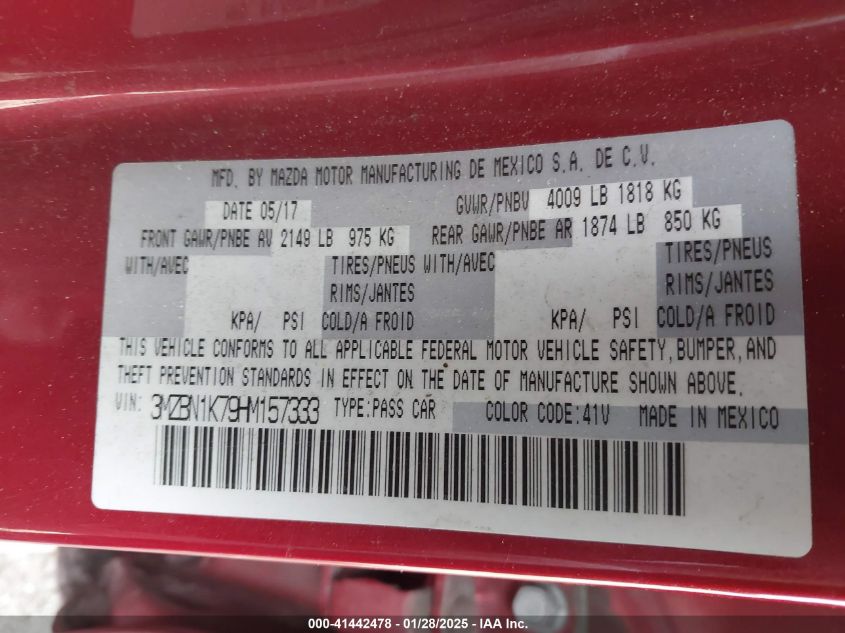 MFD. BY MAZDA MOTOR MANUFACTURING DE MEXICO S.A. DE C.V.
DATE 05/17 GVWR/PNBV 4009 LB 1818 KG
FRONT GAWR/PNBE AV 2149 LB 975 KG REAR GAWR/PNBE AR 1874 LB 850 KG
WITH/AVEC TIRES/PNEUS WITH/AVEC TIRES/PNEUS
RIMS/JANTES RIMS/JANTES
KPA/ PSI COLD/A FROID KPA/ PSI COLD/A FROID
THIS VEHICLE CONFORMS TO ALL APPLICABLE FEDERAL MOTOR VEHICLE SAFETY, BUMPER, AND
THEFT PREVENTION STANDARDS IN EFFECT ON THE DATE OF MANUFACTURE SHOWN ABOVE.
VIN: 3MZBN1K79HM157333 TYPE:PASS CAR COLOR CODE:41V MADE IN MEXICO
000-41442478 - 01/28/2025 - IAA Inc.